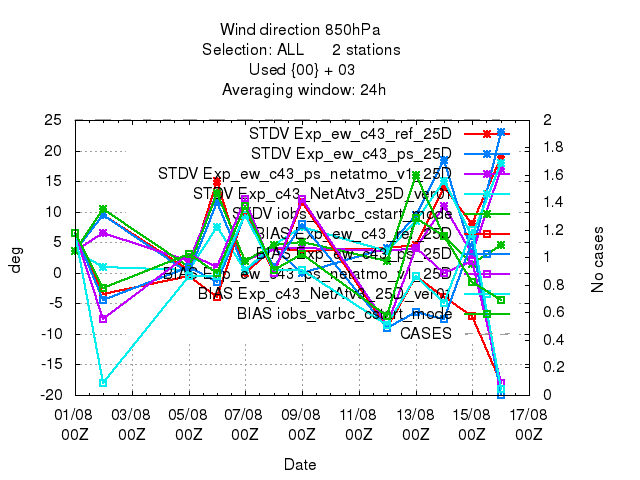 Wind direction 850hPa
Selection: ALL 2 stations
Used {00} + 03
Averaging window: 24h
25
20
15
10
5
0
-5
-10
-15
-20
deg
2
1.8
1.6
1.4
1.2
1
0.8
0.6
0.4
0.2
0
No cases
STDV Exp_ew_c43_ref_25D
STDV Exp_ew_c43_ps_25D
STDV Exp_ew_c43_ps_netatmo_v1_25D
STDV Exp_c43_NetAtv3_25D_ver01
STDV iobs_varbc_cstart_mode
BIAS Exp_ew_c43_ref_25D
BIAS Exp_ew_c43_ps_25D
BIAS Exp_ew_c43_ps_netatmo_v1_25D
BIAS Exp_c43_NetAtv3_25D_ver01
BIAS iobs_varbc_cstart_mode
CASES
01/08 03/08 05/08 07/08 09/08 11/08 13/08 15/08 17/08
00Z 00Z 00Z 00Z 00Z 00Z 00Z 00Z 00Z
Date